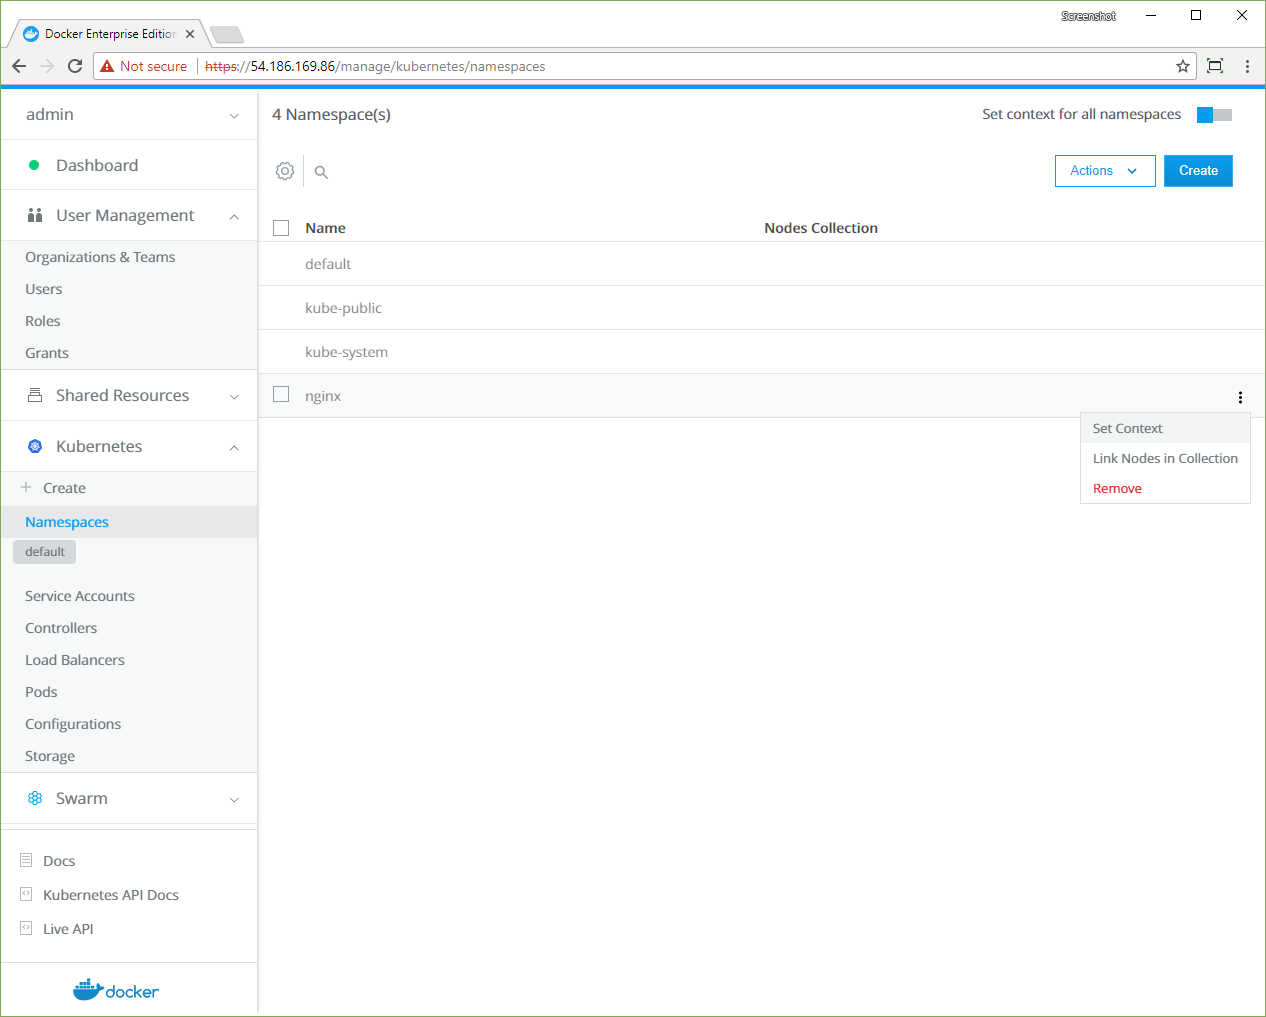 Screenshot
Docker Enterprise Edition
Not secure https://54.186.169.86/manage/kubernetes/namespaces
admin
4 Namespace(s)
Set context for all namespaces
Dashboard
Actions
Create
User Management
Name
Nodes Collection
Organizations & Teams
default
Users
kube-public
Roles
kube-system
Grants
Shared Resources
nginx
Set Context
Link Nodes in Collection
Remove
Kubernetes
Create
Namespaces
default
Service Accounts
Controllers
Load Balancers
Pods
Configurations
Storage
Swarm
Docs
Kubernetes API Docs
Live API
docker